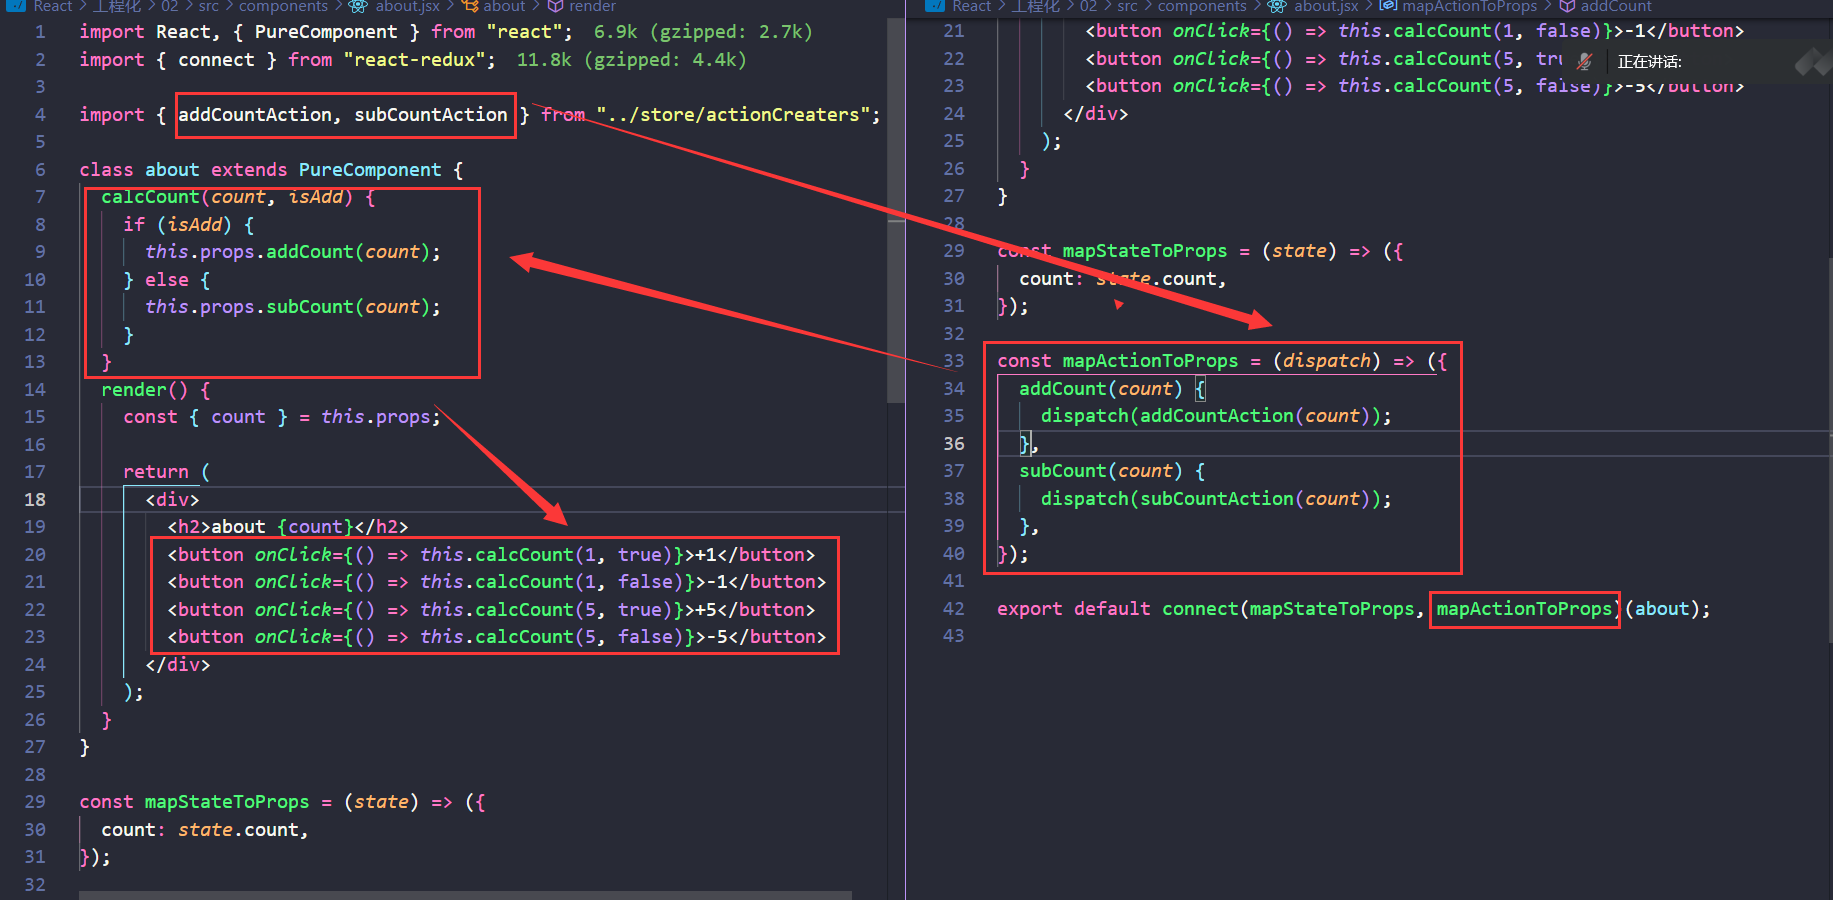 React > 工程化 > 02 > src > components > about.jsx > about > render
1 import React, { PureComponent } from "react"; 6.9k (gzipped: 2.7k)
2 import { connect } from "react-redux"; 11.8k (gzipped: 4.4k)
3
4 import { addCountAction, subCountAction } from "../store/actionCreaters";
5
6 class about extends PureComponent {
7 calcCount(count, isAdd) {
8 if (isAdd) {
9 this.props.addCount(count);
10 } else {
11 this.props.subCount(count);
12 }
13 }
14 render() {
15 const { count } = this.props;
16
17 return (
18 <div>
19 <h2>about {count}</h2>
20 <button onClick={() => this.calcCount(1, true)}>+1</button>
21 <button onClick={() => this.calcCount(1, false)}>-1</button>
22 <button onClick={() => this.calcCount(5, true)}>+5</button>
23 <button onClick={() => this.calcCount(5, false)}>-5</button>
24 </div>
25 );
26 }
27 }
28
29 const mapStateToProps = (state) => ({
30 count: state.count,
31 });
32
React > 工程化 > 02 > src > components > about.jsx > mapActionToProps > addCount
21 <button onClick={() => this.calcCount(1, false)}>-1</button>
22 <button onClick={() => this.calcCount(5, tru
正在讲话:
23 <button onClick={() => this.calcCount(5, false)}>-5</button>
24 </div>
25 );
26 }
27 }
28
29 const mapStateToProps = (state) => ({
30 count: state.count,
31 });
32
33 const mapActionToProps = (dispatch) => ({
34 addCount(count) {
35 dispatch(addCountAction(count));
36 },
37 subCount(count) {
38 dispatch(subCountAction(count));
39 },
40 });
41
42 export default connect(mapStateToProps, mapActionToProps)(about);
43